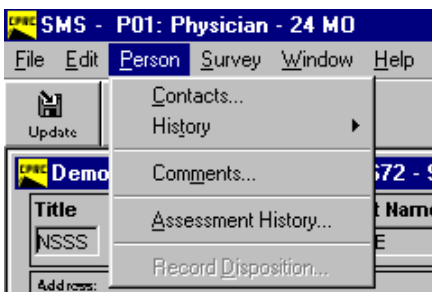 SMS - P01: Physician - 24 MO
File Edit Person Survey Window Help
Contacts...
Update
History
Demo
Comments...
572 - S
Title
Assessment History...
t Name
NSSS
E
Record Disposition...
Address: